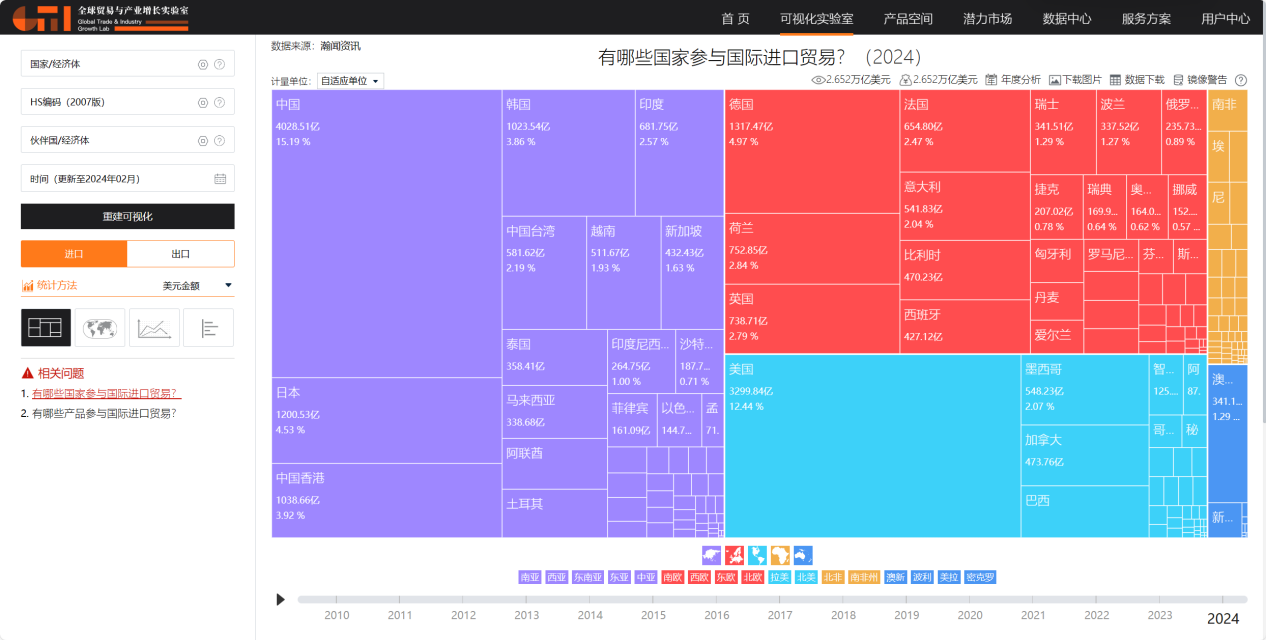 全球贸易与产业增长实验室
Global Trade & Industry
Growth Lab
首 页
可视化实验室
产品空间
潜力市场
数据中心
服务方案
用户中心
国家/经济体
HS编码（2007版）
伙伴国/经济体
时间（更新至2024年02月）
重建可视化
进口
出口
统计方法
美元金额
相关问题
1. 有哪些国家参与国际进口贸易?
2. 有哪些产品参与国际进口贸易?
数据来源: 瀚闻资讯
有哪些国家参与国际进口贸易? （2024）
计量单位:
自适应单位
2.652万亿美元
2.652万亿美元
年度分析
下载图片
数据下载
镜像警告
中国
4028.51亿
15.19 %
日本
1200.53亿
4.53 %
中国香港
1038.66亿
3.92 %
韩国
1023.54亿
3.86 %
印度
681.75亿
2.57 %
中国台湾
581.62亿
2.19 %
越南
511.67亿
1.93 %
新加坡
432.43亿
1.63 %
泰国
358.41亿
马来西亚
338.68亿
阿联酋
土耳其
印度尼西...
264.75亿
1.00 %
沙特...
187.7...
0.71 %
菲律宾
161.09亿
以色...
144.7...
孟
71.
德国
1317.47亿
4.97 %
荷兰
752.85亿
2.84 %
英国
738.71亿
2.79 %
法国
654.80亿
2.47 %
意大利
541.83亿
2.04 %
比利时
470.23亿
西班牙
427.12亿
瑞士
341.51亿
1.29 %
波兰
337.52亿
1.27 %
俄罗...
235.73...
0.89 %
捷克
207.02亿
0.78 %
瑞典
169.9...
0.64 %
奥...
164.0...
0.62 %
挪威
152....
0.57 ...
匈牙利
罗马尼...
芬...
斯...
丹麦
爱尔兰
美国
3299.84亿
12.44 %
墨西哥
548.23亿
2.07 %
加拿大
473.76亿
巴西
智...
125....
阿
87.
哥...
秘
南非
埃
尼
澳...
341.1...
1.29 ...
新...
南亚
西亚
东南亚
东亚
中亚
南欧
西欧
东欧
北欧
拉美
北美
北非
南非州
澳新
波利
美拉
密克罗
2010
2011
2012
2013
2014
2015
2016
2017
2018
2019
2020
2021
2022
2023
2024